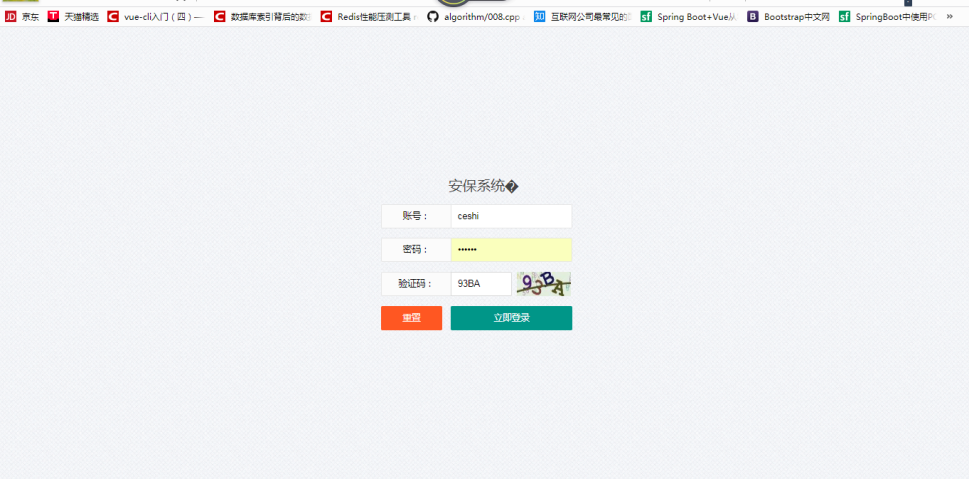 京东 天猫精选 vue-cli入门（四）— 数据库索引背后的数 Redis性能压测工具 algorithm/008.cpp 互联网公司最常见的 Spring Boot+Vue从 Bootstrap中文网 SpringBoot中使用PO »
安保系统�
账号： ceshi
密码： ••••••
验证码： 93BA 93BA
重置 立即登录